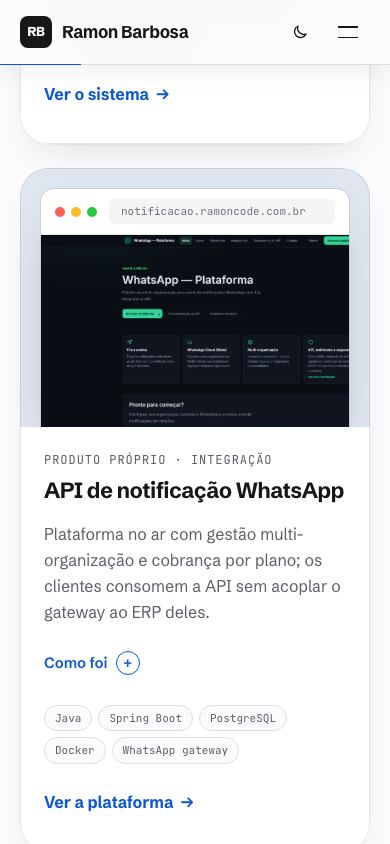 RB Ramon Barbosa
Ver o sistema →
notificacao.ramoncode.com.br
WhatsApp — Plataforma
WhatsApp — Plataforma
Pronto para começar?
PRODUTO PRÓPRIO · INTEGRAÇÃO
API de notificação WhatsApp
Plataforma no ar com gestão multi-
organização e cobrança por plano; os
clientes consomem a API sem acoplar o
gateway ao ERP deles.
Como foi +
Java Spring Boot PostgreSQL
Docker WhatsApp gateway
Ver a plataforma →